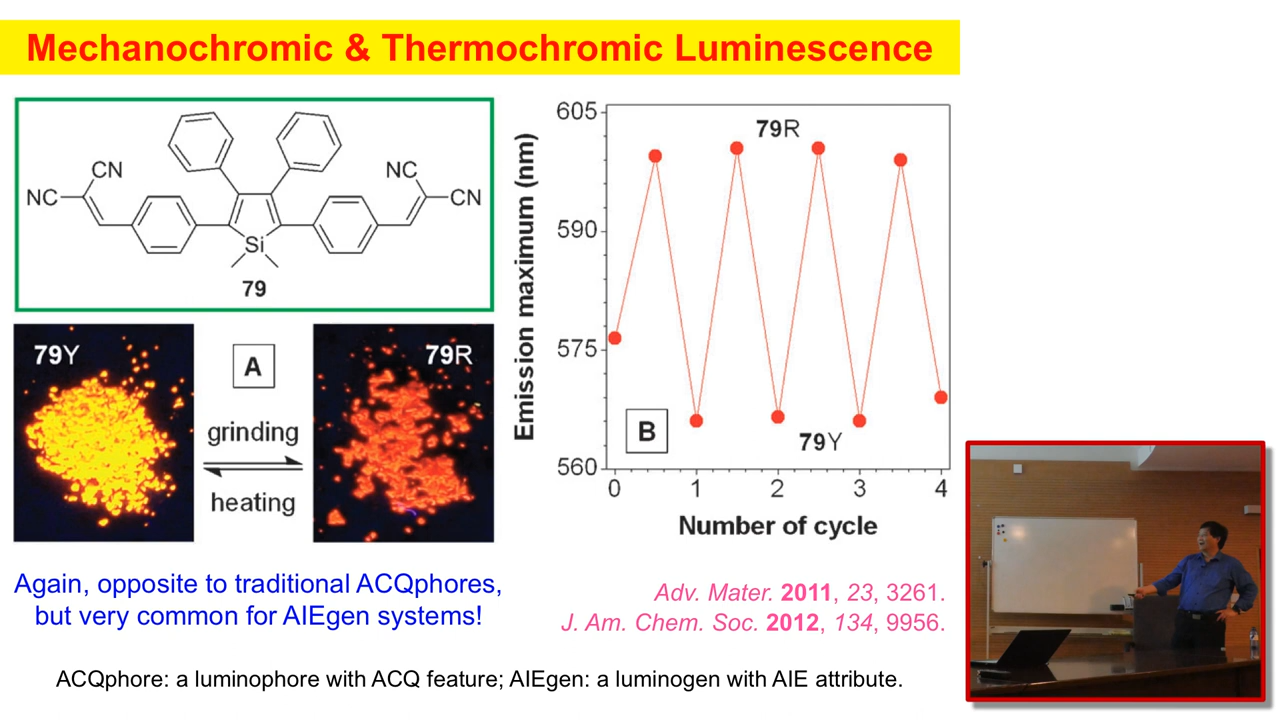 Mechanochromic & Thermochromic Luminescence
NC
CN
CN
NC
CN
Si
79
79Y
A
grinding
heating
79R
Emission maximum (nm)
605
590
575
560
79R
B
79Y
0 1 2 3 4
Number of cycle
Again, opposite to traditional ACQphores,
but very common for AIEgen systems!
Adv. Mater. 2011, 23, 3261.
J. Am. Chem. Soc. 2012, 134, 9956.
ACQphore: a luminophore with ACQ feature; AIEgen: a luminogen with AIE attribute.